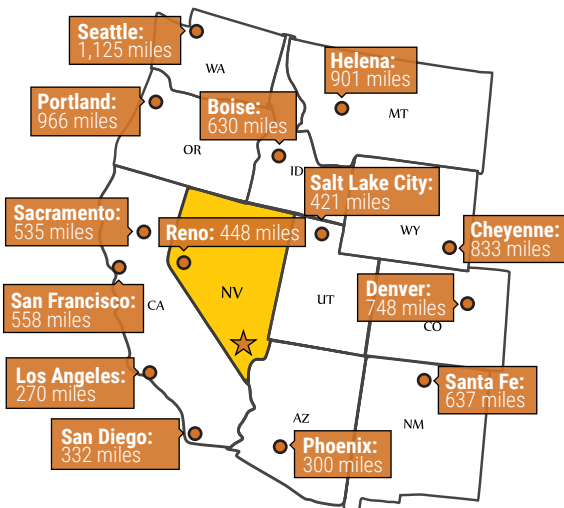 Seattle:
1,125 miles
WA
Helena:
901 miles
MT
Portland:
966 miles
Boise:
630 miles
OR
ID
Salt Lake City:
421 miles
WY
Sacramento:
535 miles
Reno: 448 miles
Cheyenne:
833 miles
San Francisco:
558 miles
CA
NV
UT
Denver:
748 miles
CO
Los Angeles:
270 miles
Santa Fe:
637 miles
AZ
NM
San Diego:
332 miles
Phoenix:
300 miles